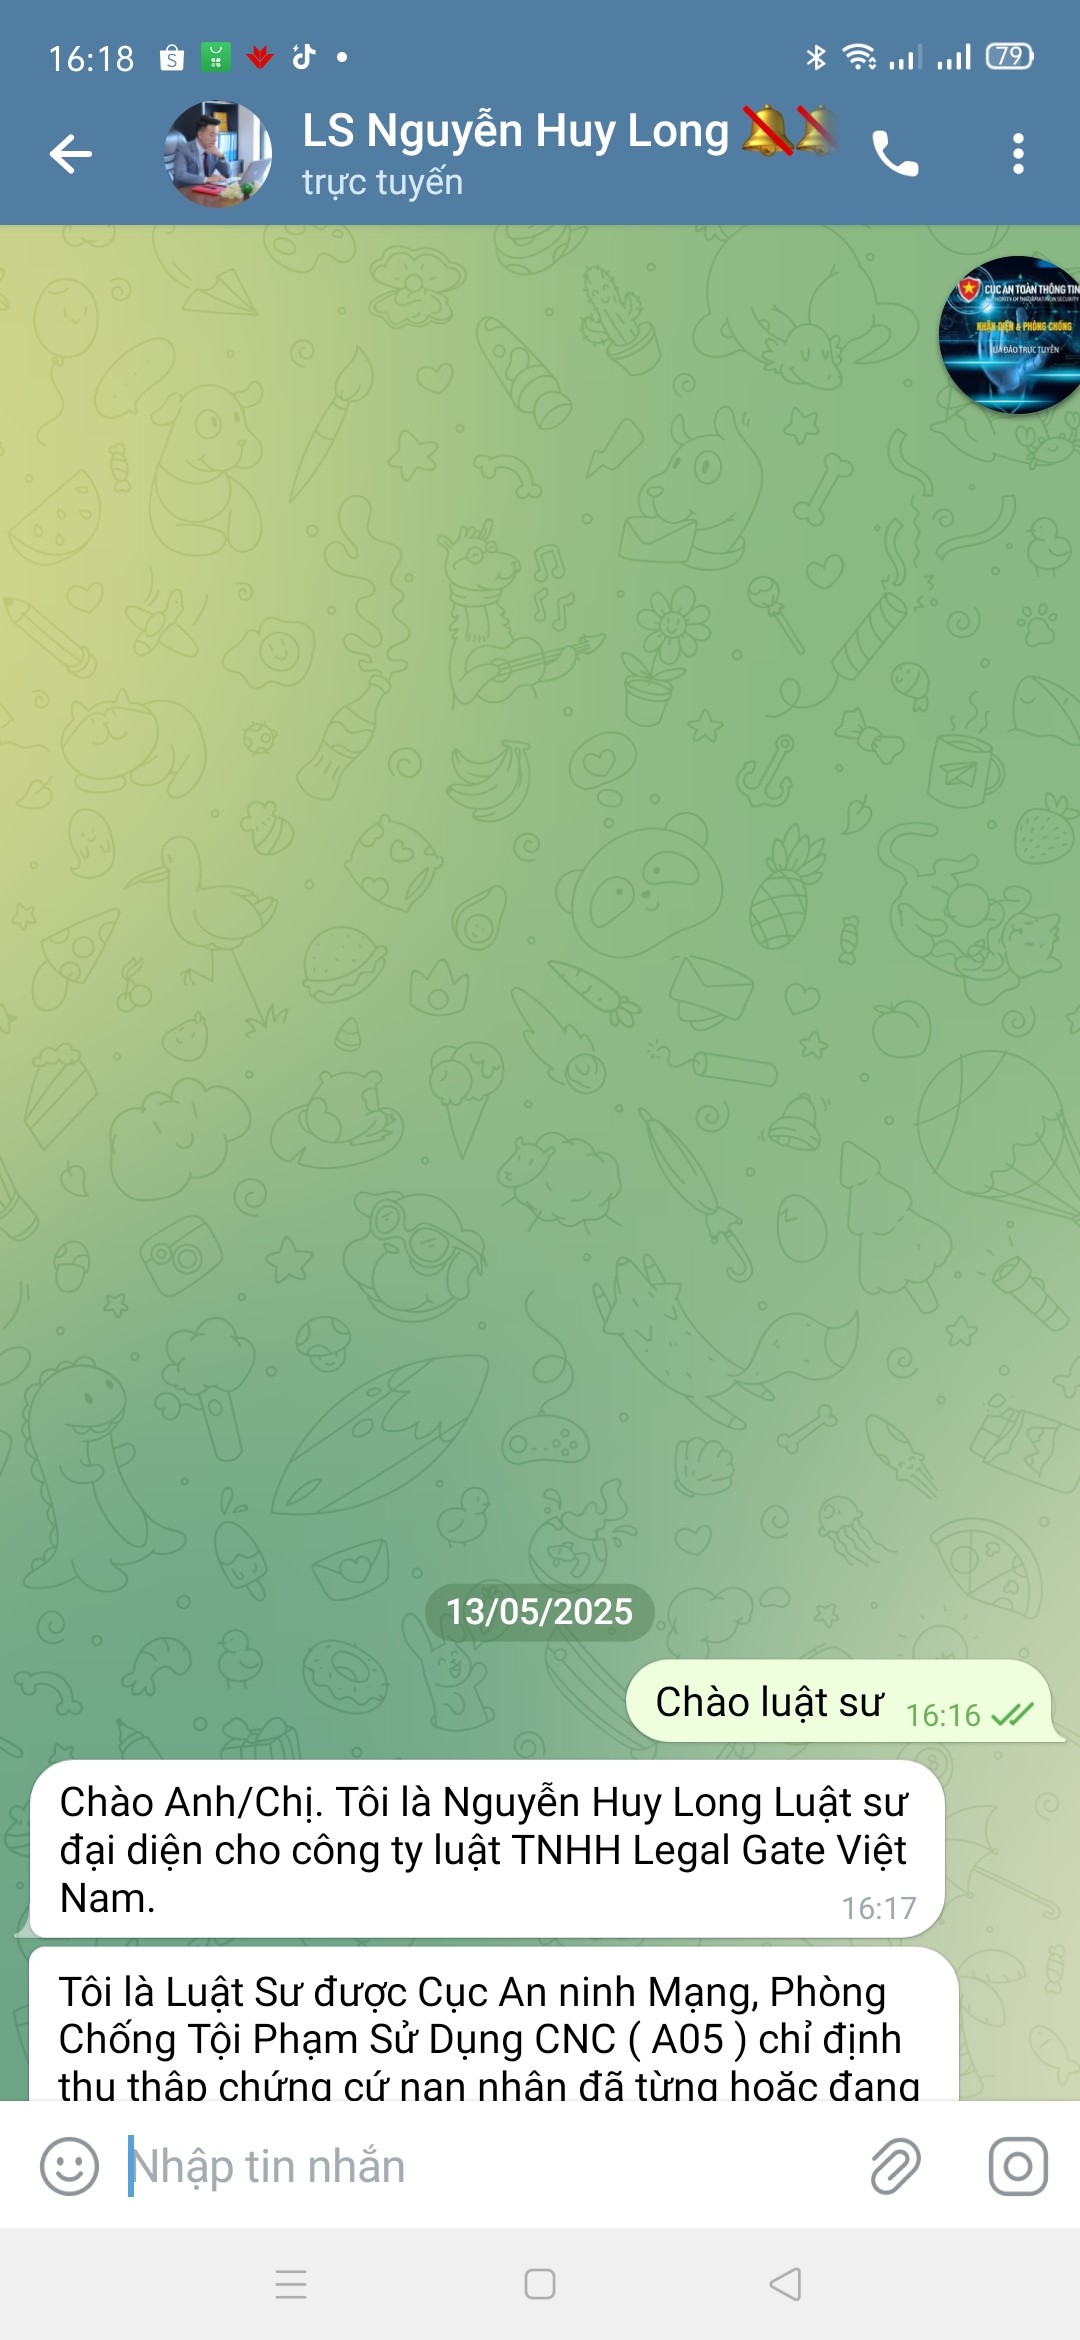 16:18
79
LS Nguyễn Huy Long
trực tuyến
CỤC AN TOÀN THÔNG TIN
NHẬN DIỆN & PHÒNG CHỐNG
LỪA ĐẢO TRỰC TUYẾN
13/05/2025
Chào luật sư 16:16
Chào Anh/Chị. Tôi là Nguyễn Huy Long Luật sư
đại diện cho công ty luật TNHH Legal Gate Việt
Nam. 16:17
Tôi là Luật Sư được Cục An ninh Mạng, Phòng
Chống Tội Phạm Sử Dụng CNC ( A05 ) chỉ định
thu thập chứng cứ nạn nhân đã từng hoặc đang
Nhập tin nhắn